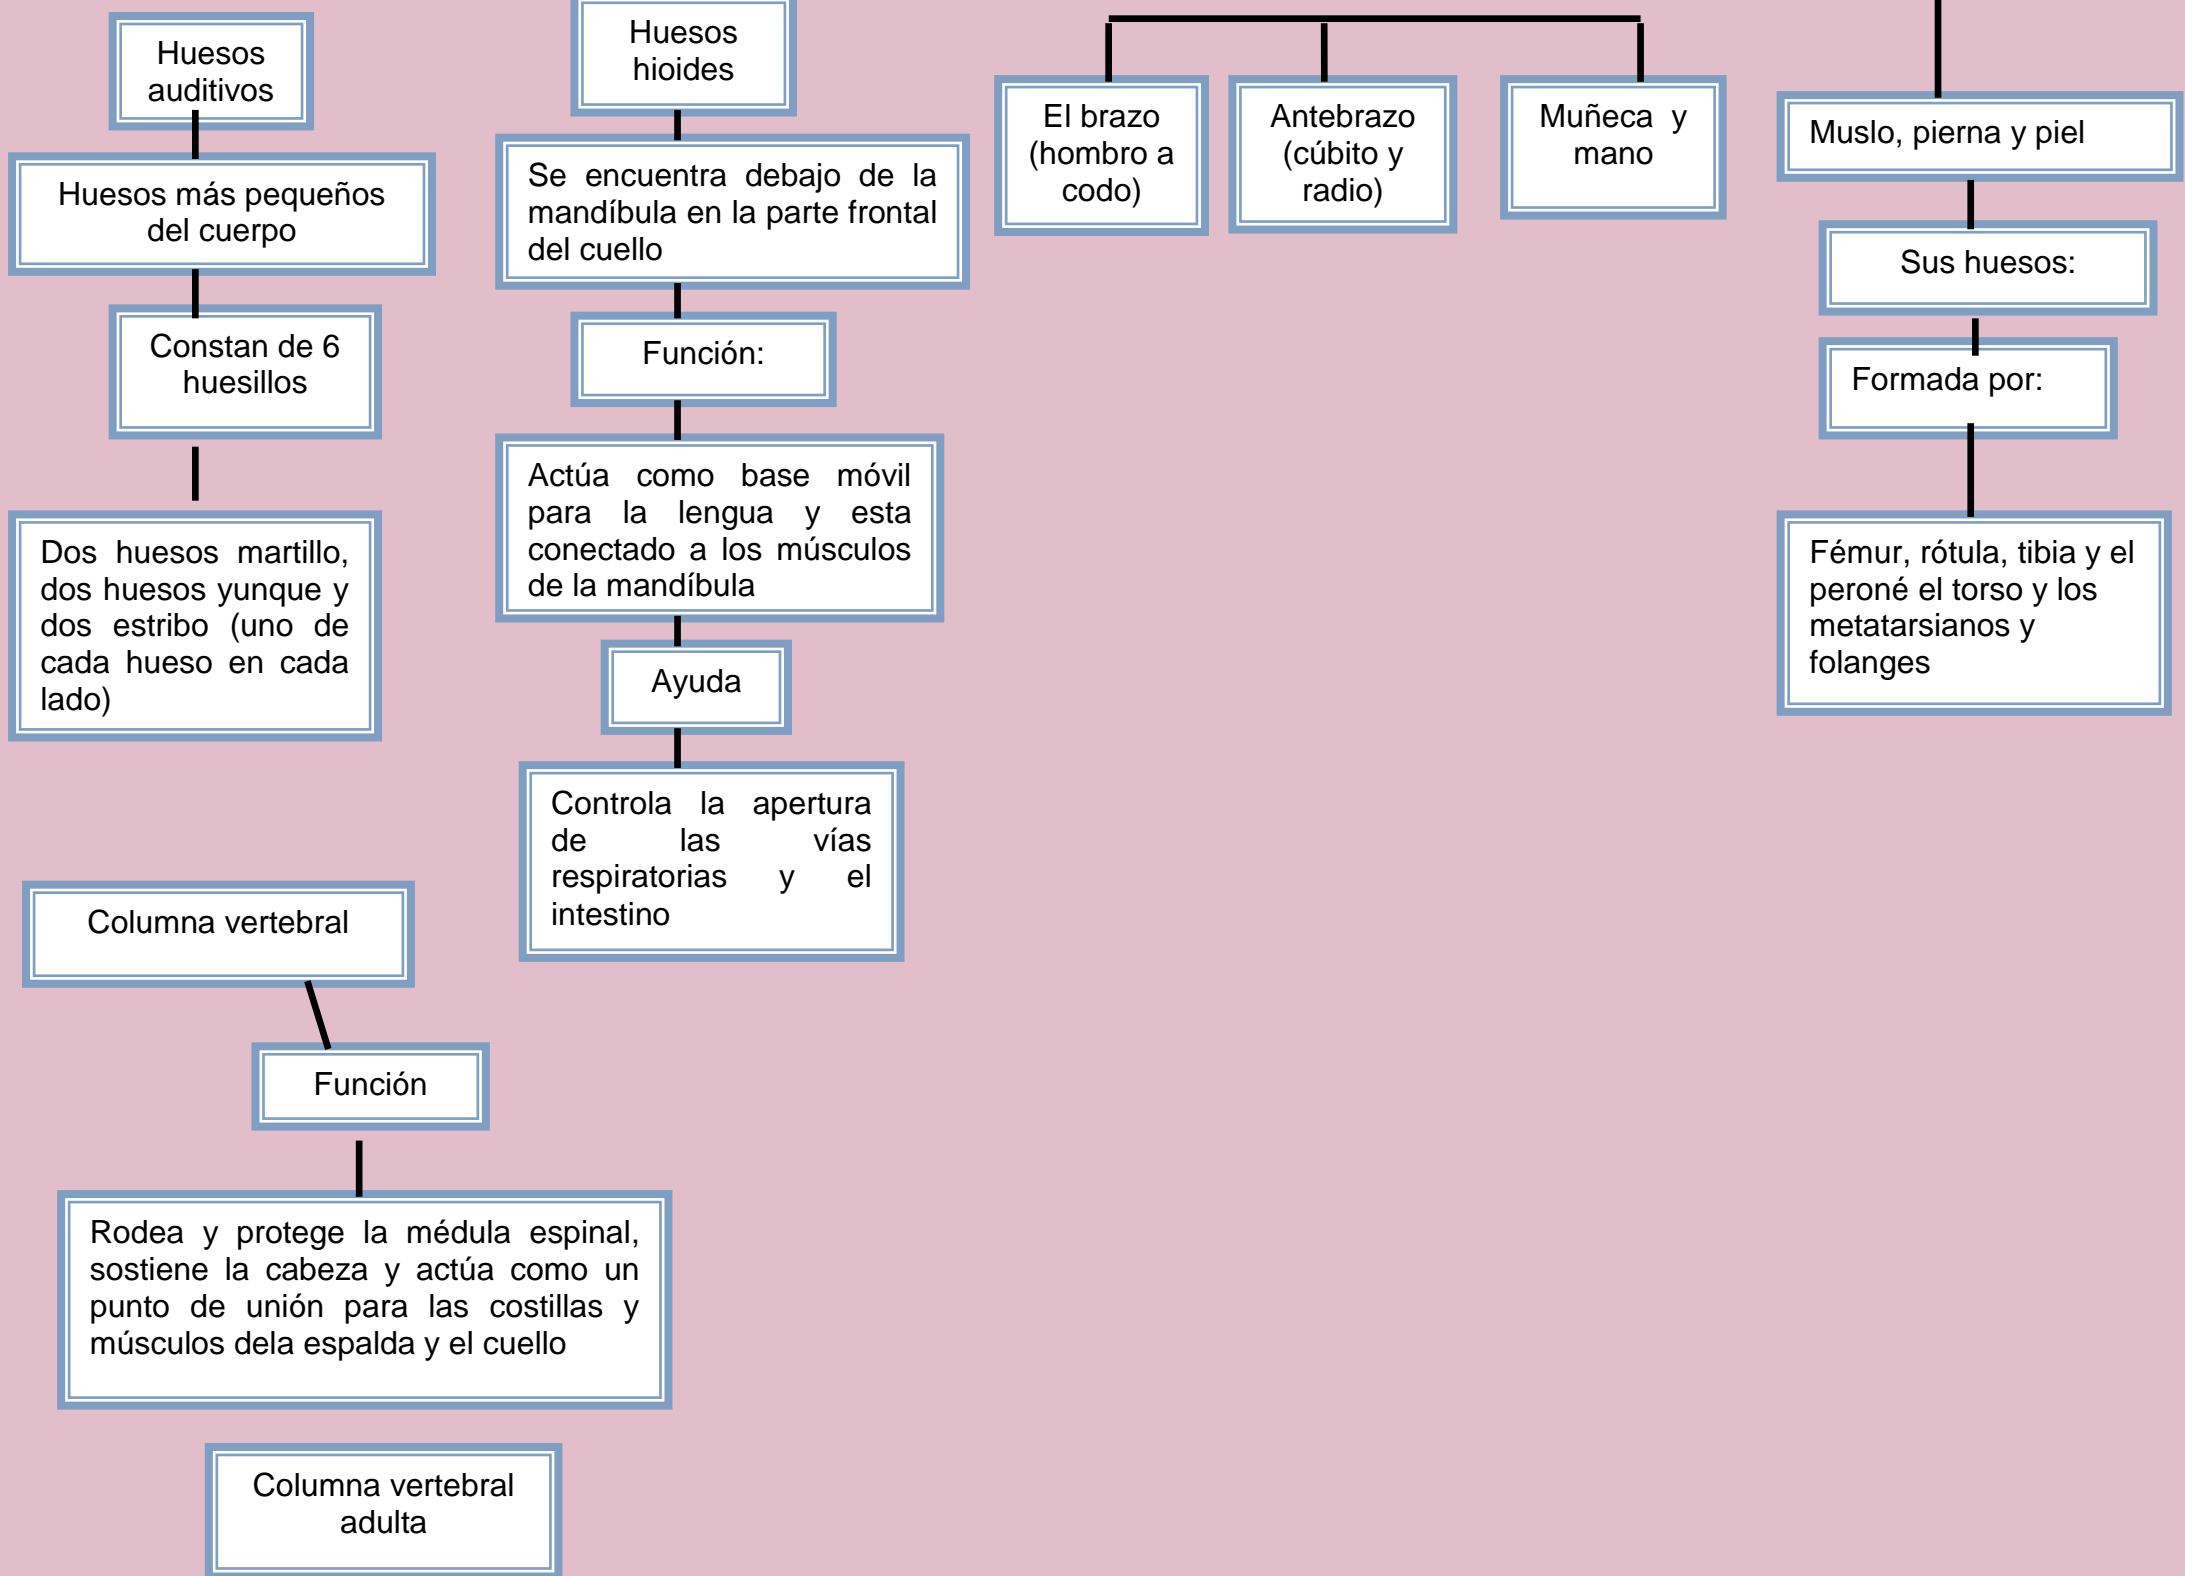 Huesos
auditivos
Huesos más pequeños
del cuerpo
Constan de 6
huesillos
Dos huesos martillo,
dos huesos yunque y
dos estribo (uno de
cada hueso en cada
lado)
Huesos
hioides
Se encuentra debajo de la
mandíbula en la parte frontal
del cuello
Función:
Actúa como base móvil
para la lengua y esta
conectado a los músculos
de la mandíbula
Ayuda
Controla la apertura
de las vías
respiratorias y el
intestino
El brazo
(hombro a
codo)
Antebrazo
(cúbito y
radio)
Muñeca y
mano
Muslo, pierna y piel
Sus huesos:
Formada por:
Fémur, rótula, tibia y el
peroné el torso y los
metatarsianos y
folanges
Columna vertebral
Función
Rodea y protege la médula espinal,
sostiene la cabeza y actúa como un
punto de unión para las costillas y
músculos dela espalda y el cuello
Columna vertebral
adulta